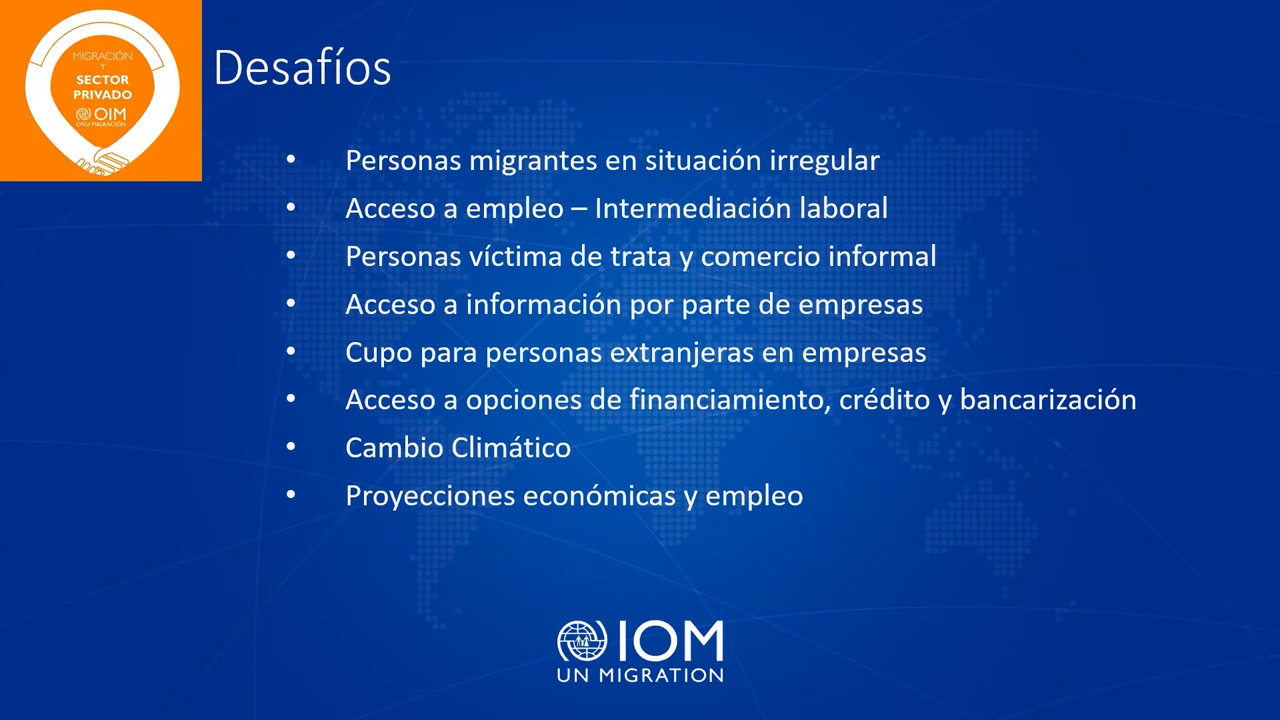 MIGRACIÓN
Y
SECTOR
PRIVADO
OIM
ONU MIGRACIÓN
Desafíos
• Personas migrantes en situación irregular
• Acceso a empleo – Intermediación laboral
• Personas víctima de trata y comercio informal
• Acceso a información por parte de empresas
• Cupo para personas extranjeras en empresas
• Acceso a opciones de financiamiento, crédito y bancarización
• Cambio Climático
• Proyecciones económicas y empleo
IOM
UN MIGRATION